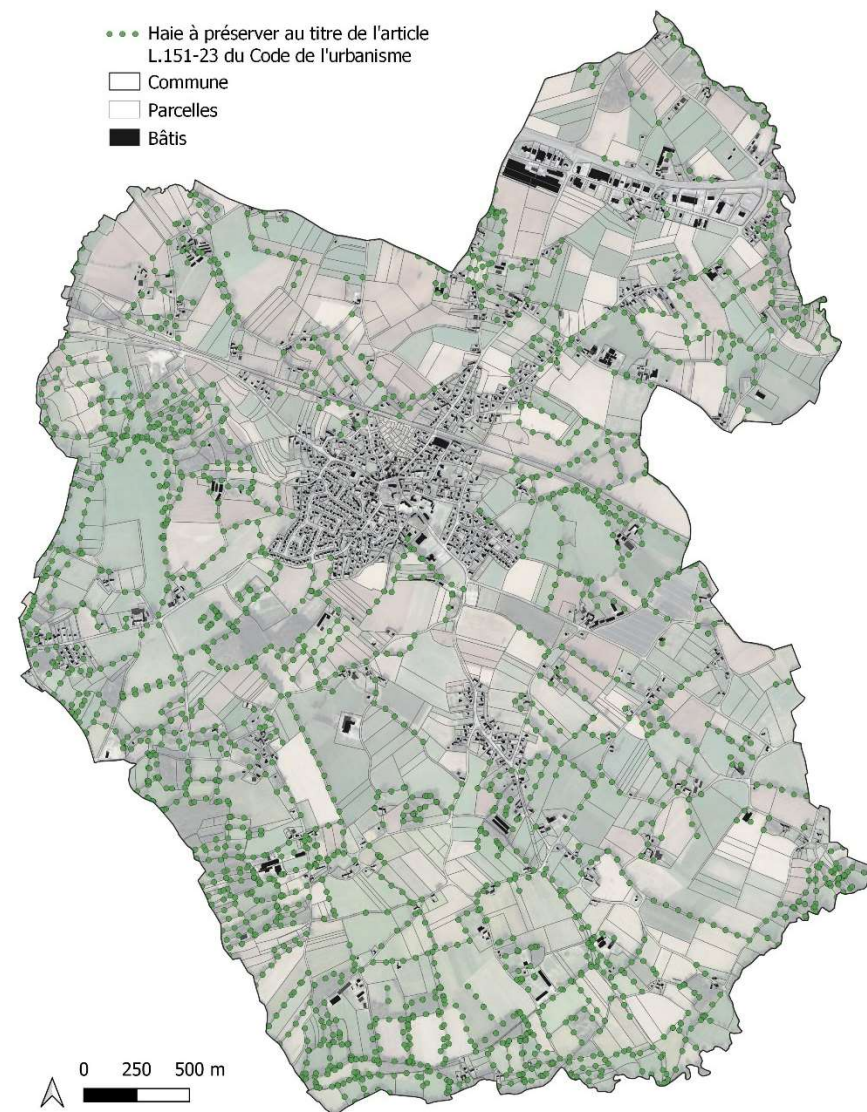 Haie à préserver au titre de l'article
L.151-23 du Code de l'urbanisme
Commune
Parcelles
Bâtis
0 250 500 m